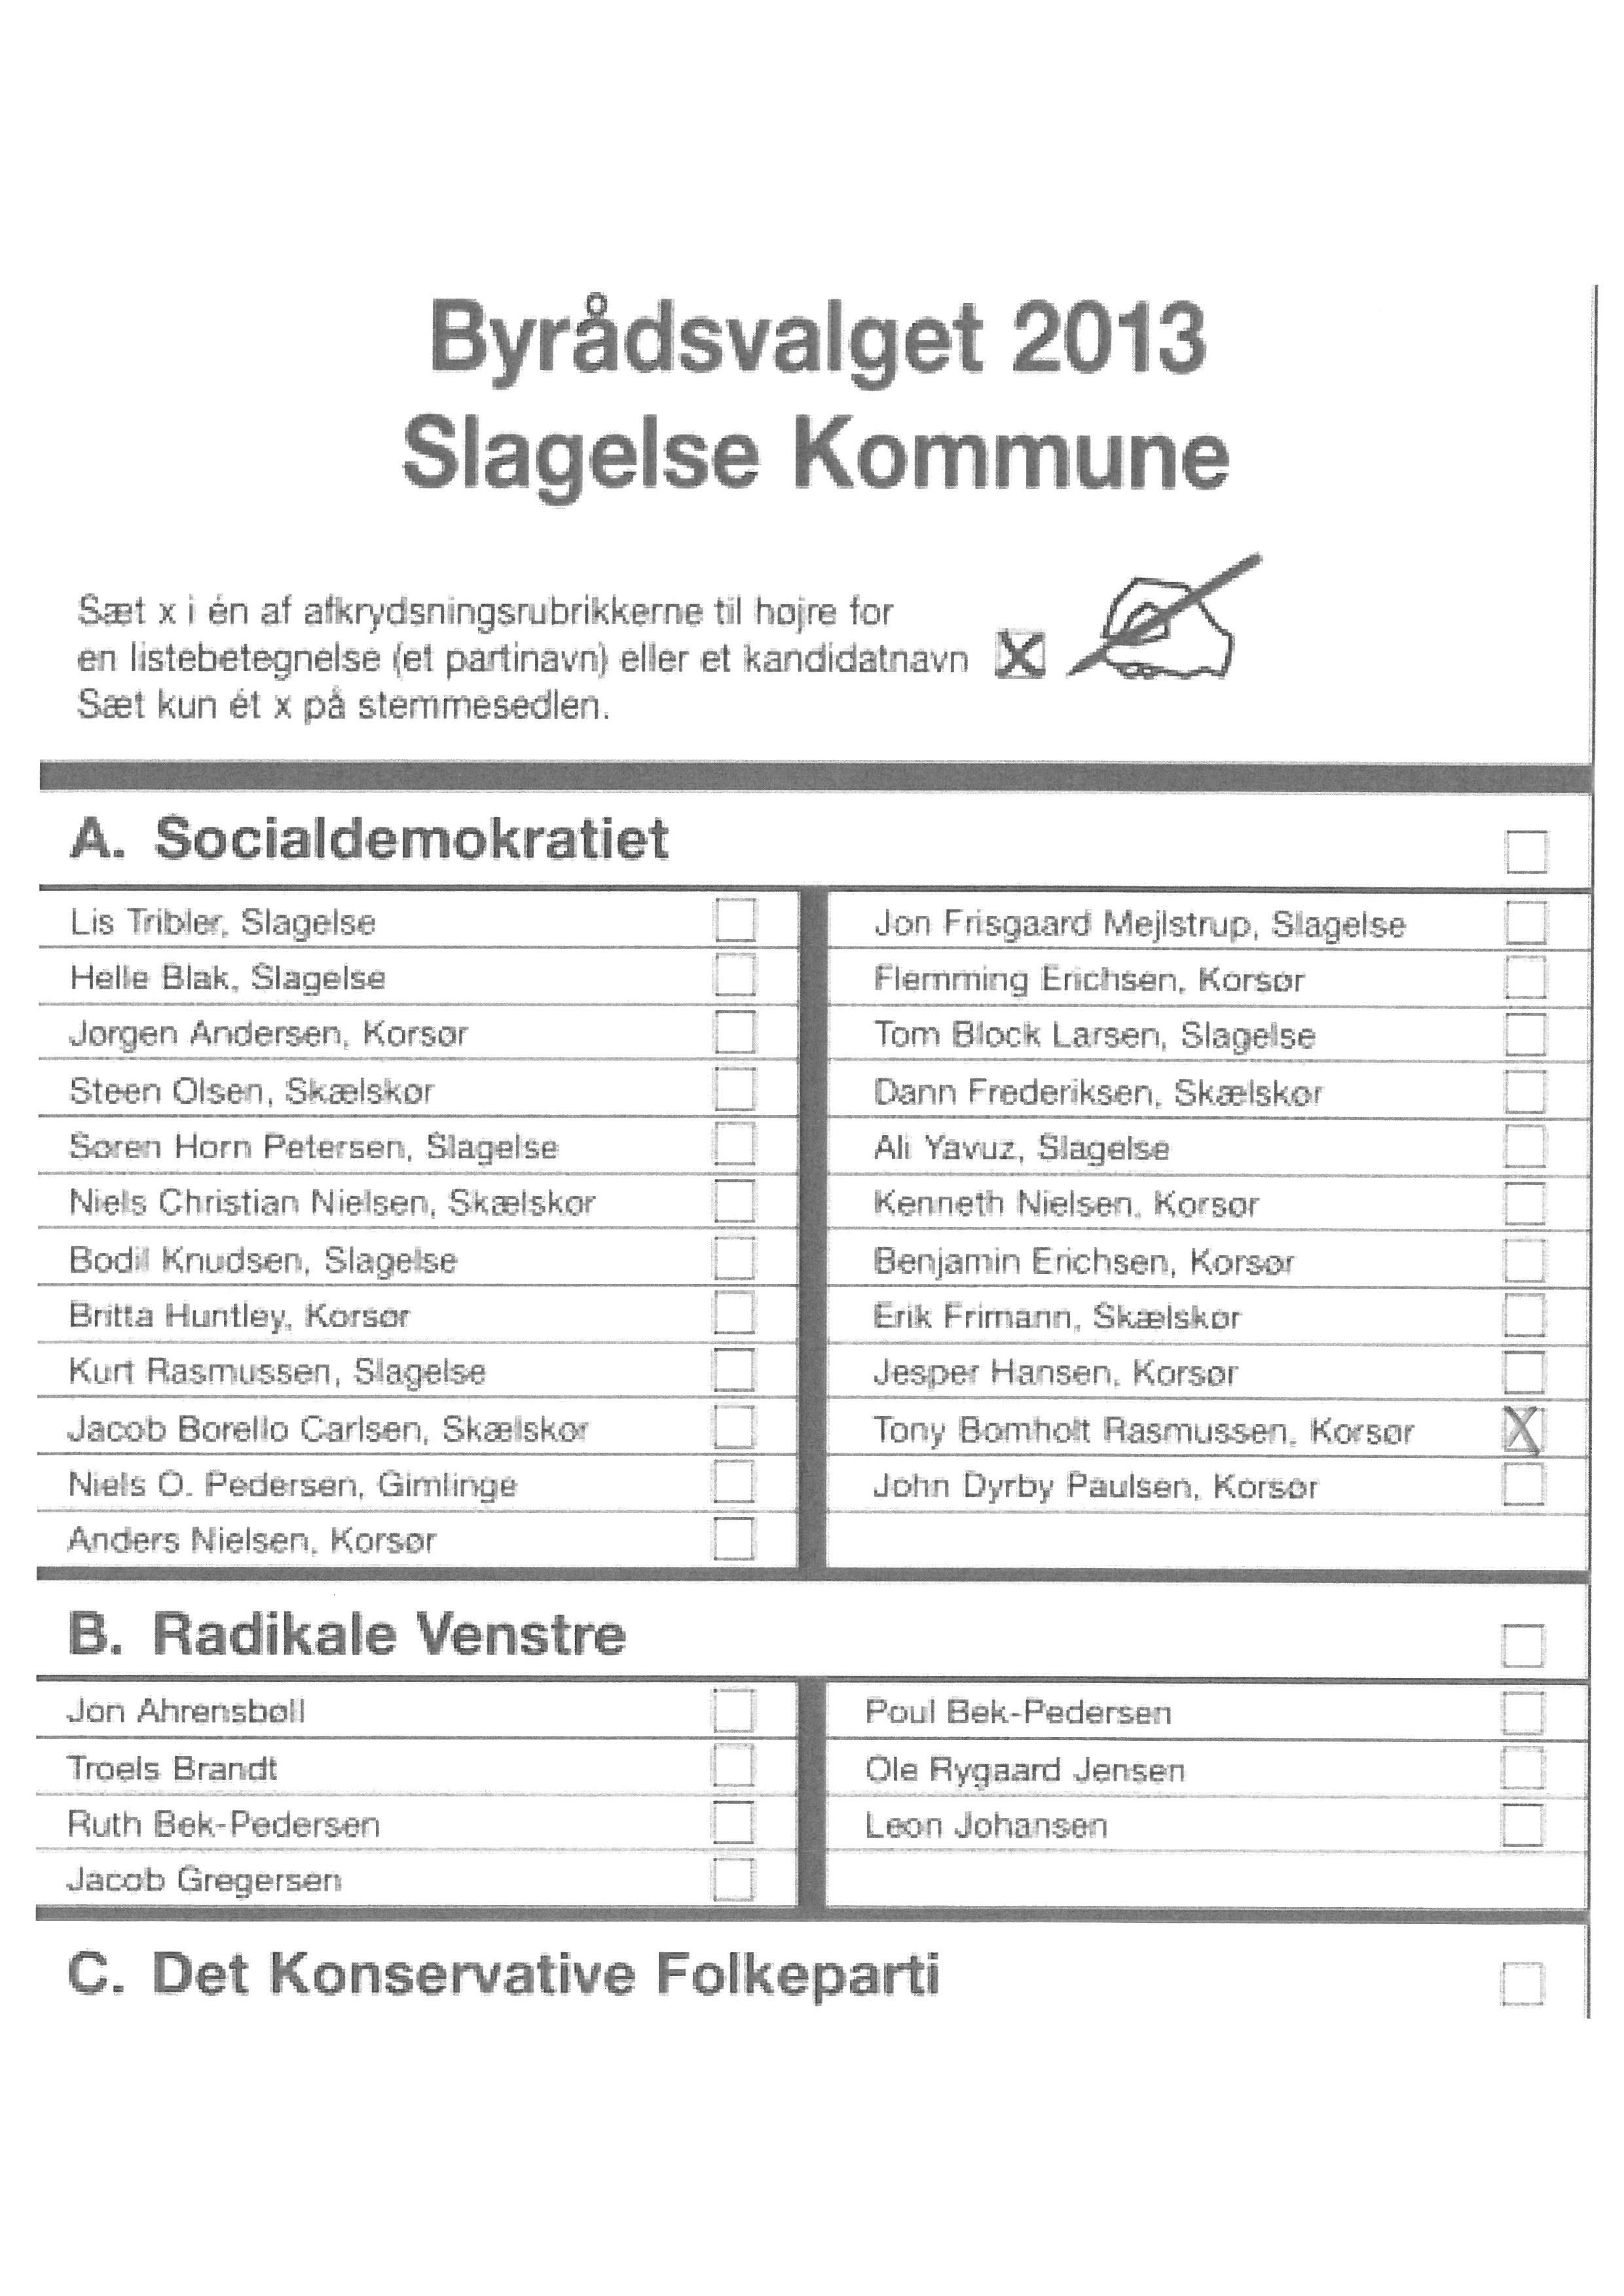 Byrådsvalget 2013
Slagelse Kommune
Sæt x i én af afkrydsningsrubrikkerne til højre for
en listebetegnelse (et partinavn) eller et kandidatnavn X
Sæt kun ét x på stemmesedlen.
A. Socialdemokratiet
Lis Tribler, Slagelse
Helle Blak, Slagelse
Jørgen Andersen, Korsør
Steen Olsen, Skælskør
Søren Horn Petersen, Slagelse
Niels Christian Nielsen, Skælskør
Bodil Knudsen, Slagelse
Britta Huntley, Korsør
Kurt Rasmussen, Slagelse
Jacob Borello Carlsen, Skælskør
Niels O. Pedersen, Gimlinge
Anders Nielsen, Korsør
Jon Frisgaard Mejlstrup, Slagelse
Flemming Erichsen, Korsør
Tom Block Larsen, Slagelse
Dann Frederiksen, Skælskør
Ali Yavuz, Slagelse
Kenneth Nielsen, Korsør
Benjamin Erichsen, Korsør
Erik Frimann, Skælskør
Jesper Hansen, Korsør
Tony Bomholt Rasmussen, Korsør X
John Dyrby Paulsen, Korsør
B. Radikale Venstre
Jon Ahrensbøll
Troels Brandt
Ruth Bek-Pedersen
Jacob Gregersen
Poul Bek-Pedersen
Ole Rygaard Jensen
Leon Johansen
C. Det Konservative Folkeparti